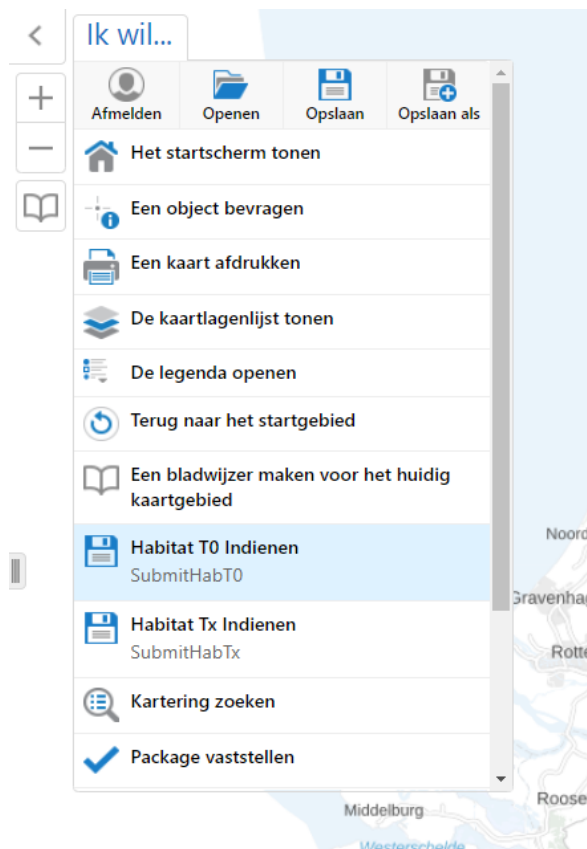 Ik wil...
Afmelden Openen Opslaan Opslaan als
Het startscherm tonen
Een object bevragen
Een kaart afdrukken
De kaartlagenlijst tonen
De legenda openen
Terug naar het startgebied
Een bladwijzer maken voor het huidig
kaartgebied
Habitat T0 Indienen
SubmitHabT0
Habitat Tx Indienen
SubmitHabTx
Kartering zoeken
Package vaststellen
Noord
Gravenha
Rotte
Roose
Middelburg
Westerschelde